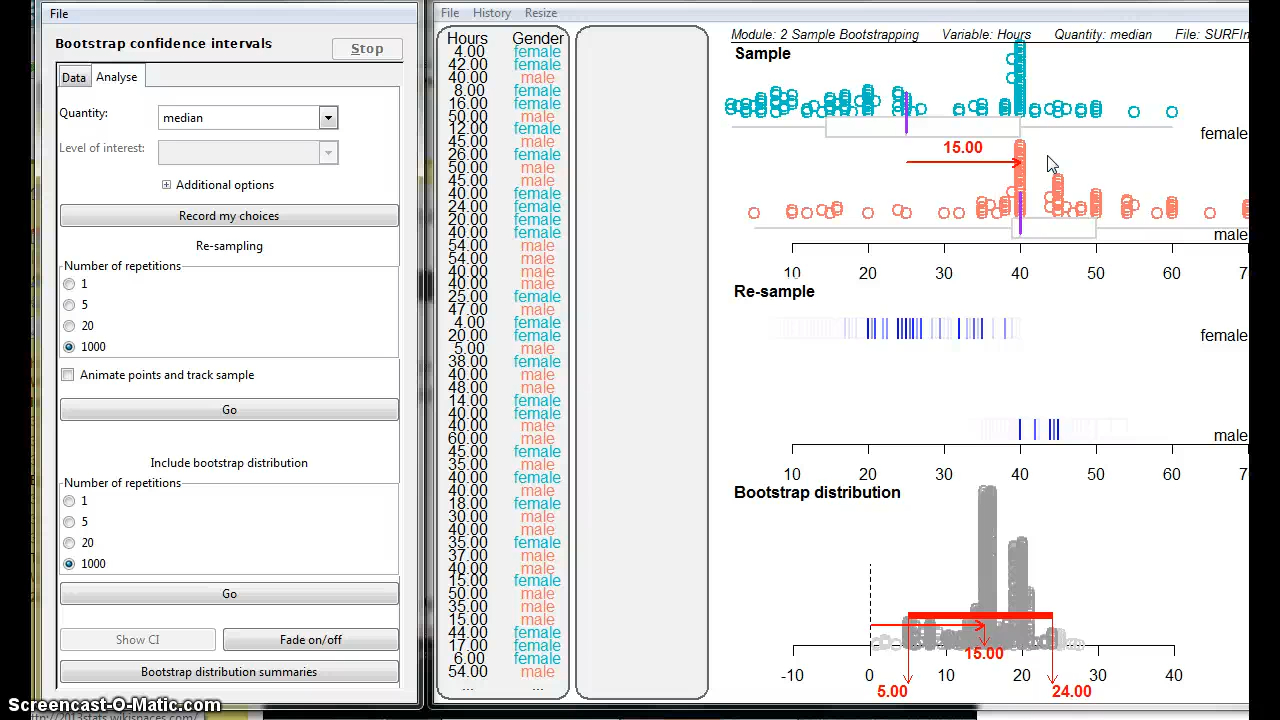 File
Bootstrap confidence intervals
Stop
Data
Analyse
Quantity:
median
Level of interest:
Additional options
Record my choices
Re-sampling
Number of repetitions
1
5
20
1000
Animate points and track sample
Go
Include bootstrap distribution
Number of repetitions
1
5
20
1000
Go
Show CI
Fade on/off
Bootstrap distribution summaries
File History Resize
Hours Gender
4.00 female
42.00 female
40.00 male
8.00 female
16.00 female
50.00 male
12.00 female
45.00 male
26.00 female
50.00 male
45.00 male
40.00 female
24.00 female
20.00 female
40.00 female
54.00 male
54.00 male
40.00 male
40.00 male
25.00 female
47.00 male
4.00 female
20.00 female
5.00 male
38.00 female
40.00 male
48.00 male
14.00 female
40.00 female
40.00 male
60.00 male
45.00 female
35.00 male
40.00 female
40.00 male
18.00 female
30.00 male
40.00 male
35.00 female
37.00 male
40.00 male
15.00 female
50.00 male
35.00 male
15.00 male
44.00 female
17.00 female
6.00 female
54.00 male
... ...
Module: 2 Sample Bootstrapping Variable: Hours Quantity: median File: SURFIn
Sample
female
15.00
male
10 20 30 40 50 60 7
Re-sample
female
male
10 20 30 40 50 60 7
Bootstrap distribution
15.00
-10 0 10 20 30 40
5.00 24.00
Screencast-O-Matic.com
http://2013stats.wikispaces.com/